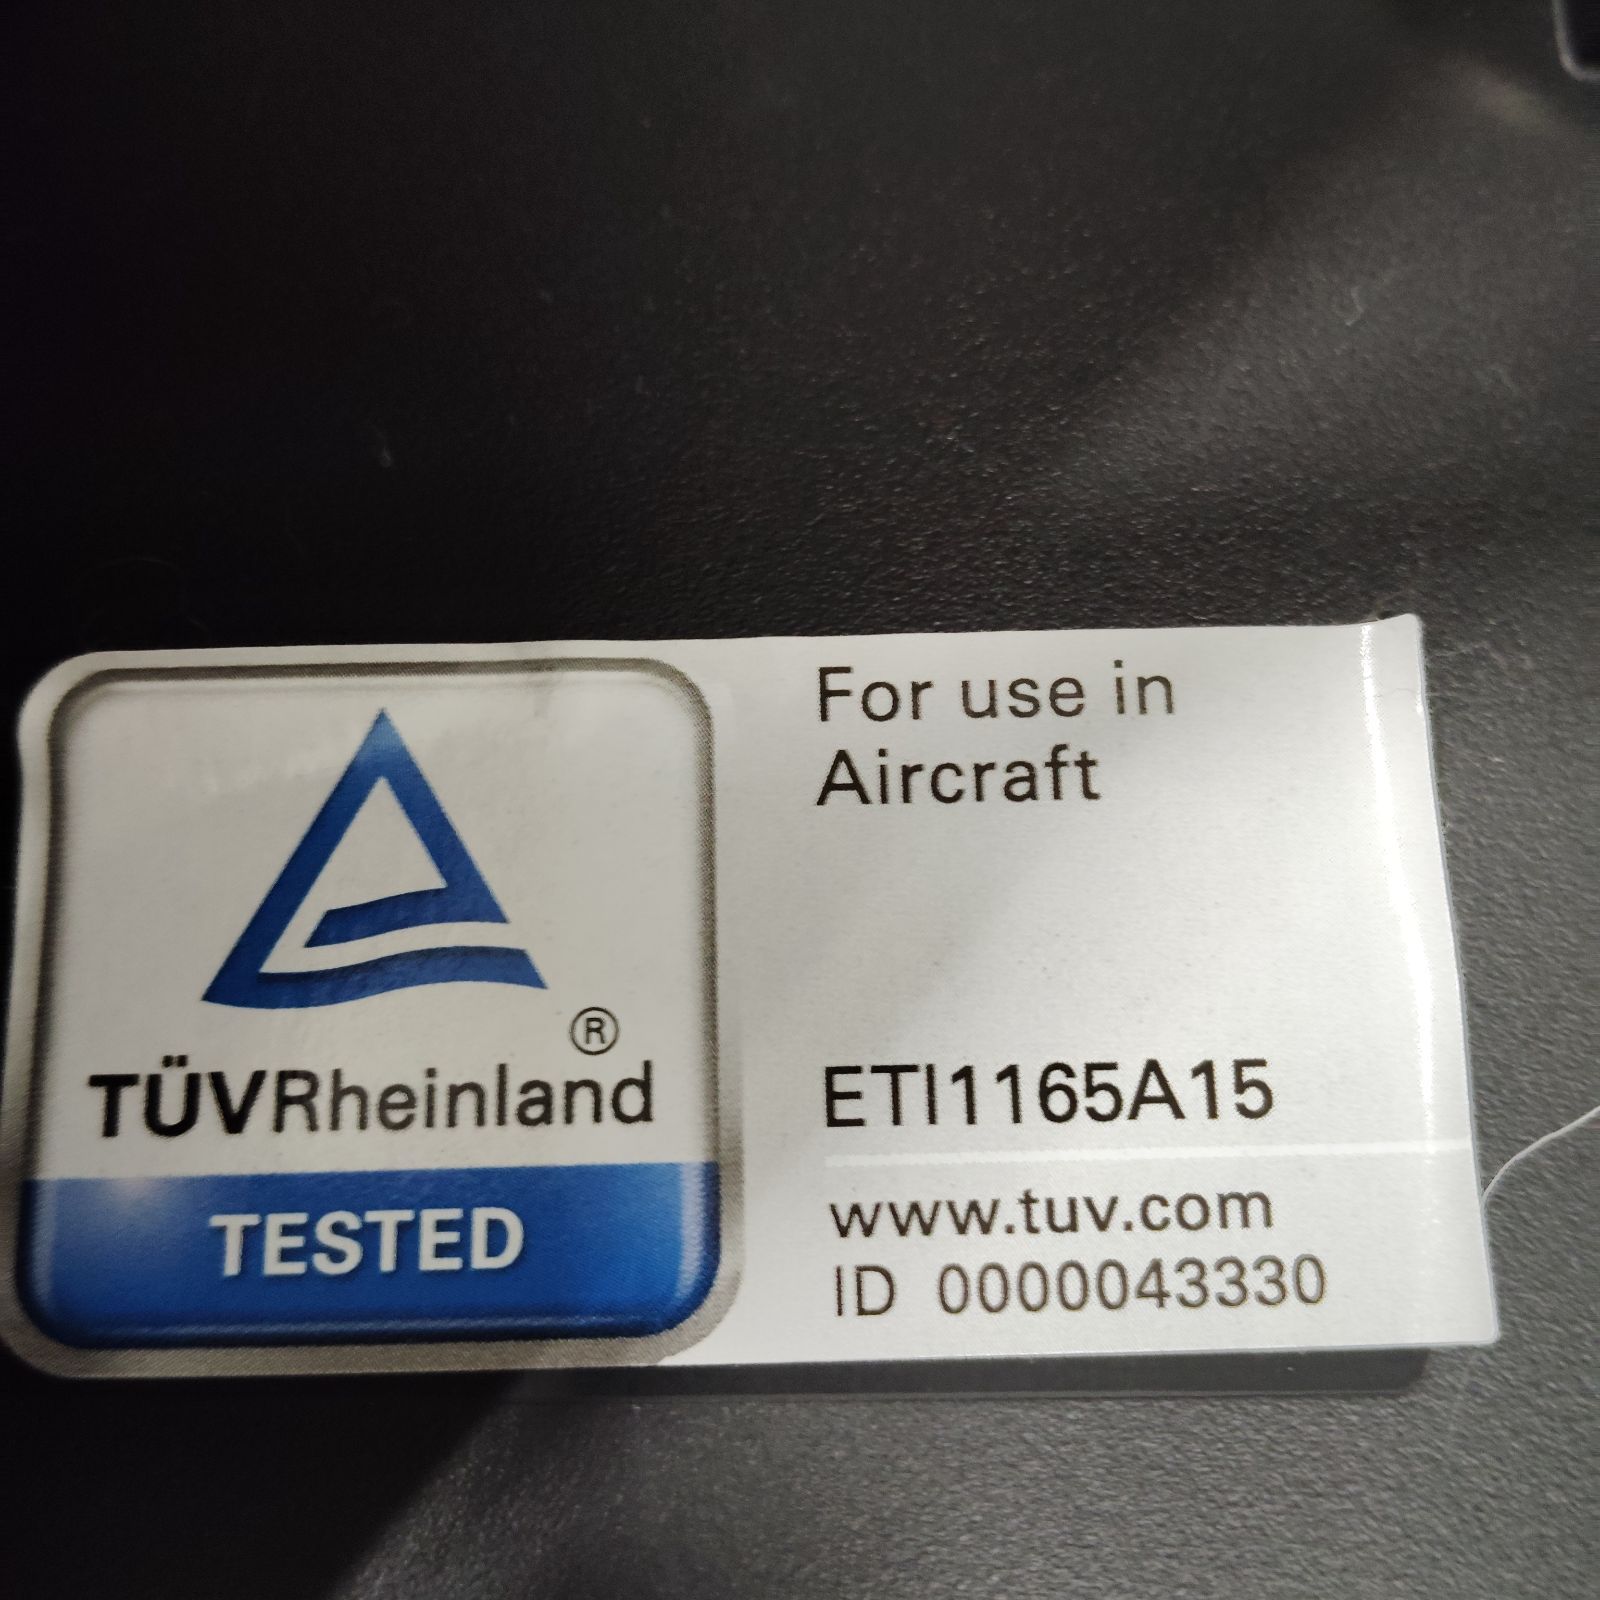 ®
TÜVRheinland
TESTED
For use in
Aircraft
ETI1165A15
www.tuv.com
ID 0000043330